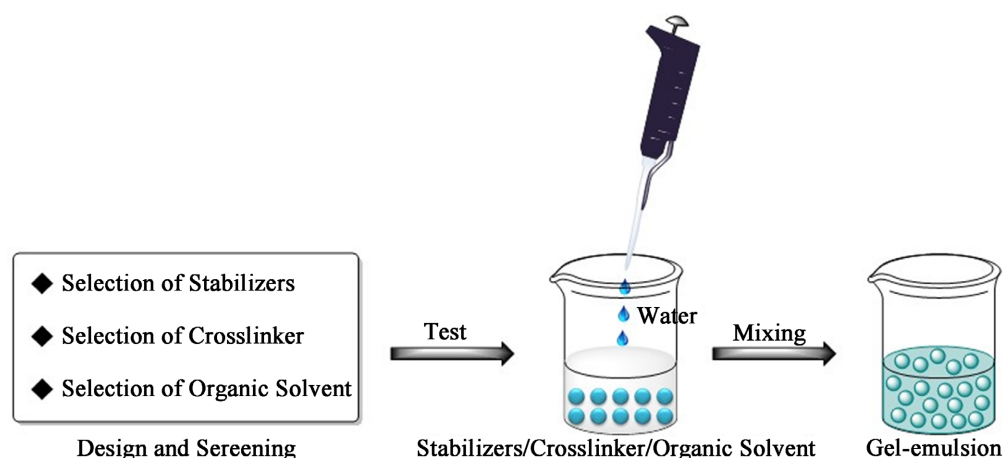 Selection of Stabilizers
Selection of Crosslinker
Selection of Organic Solvent
Design and Sereening
Test
Water
Stabilizers/Crosslinker/Organic Solvent
Mixing
Gel-emulsion